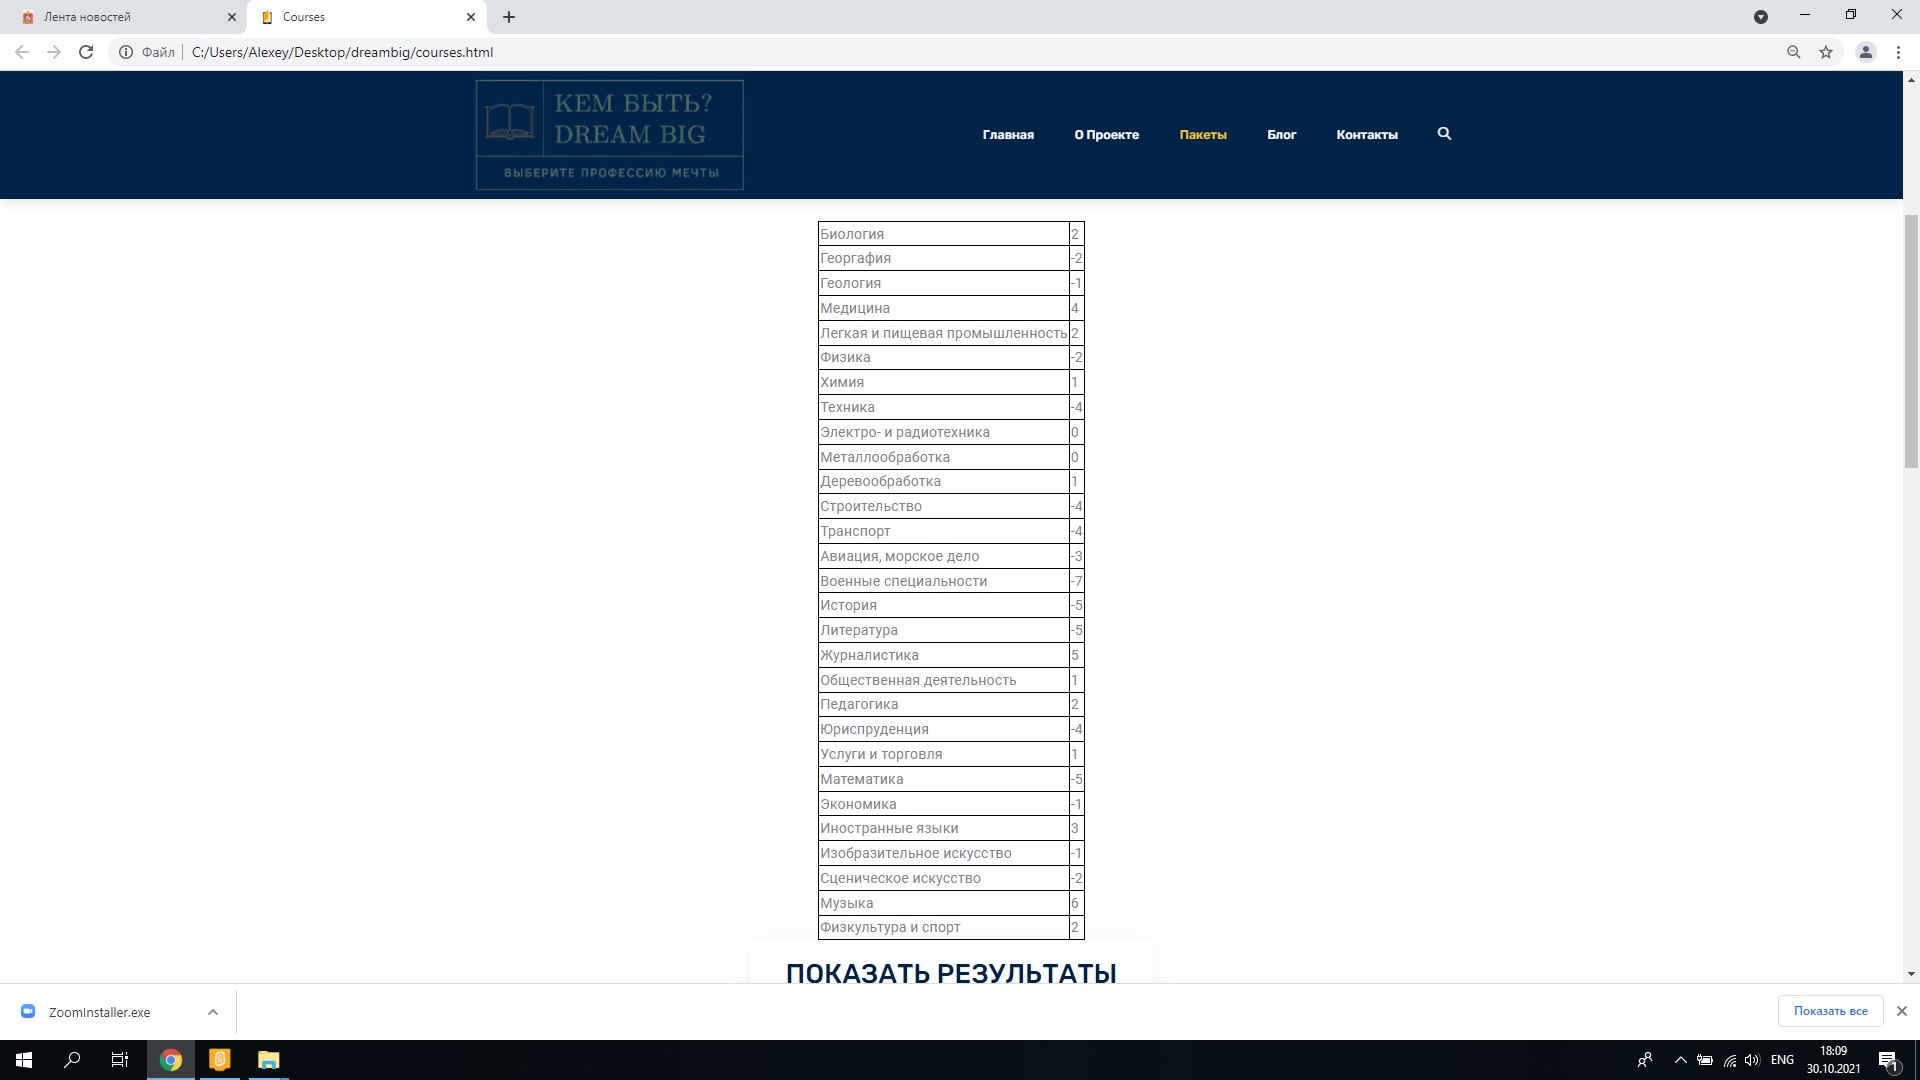 Лента новостей
Courses
Файл C:/Users/Alexey/Desktop/dreambig/courses.html
КЕМ БЫТЬ?
DREAM BIG
ВЫБЕРИТЕ ПРОФЕССИЮ МЕЧТЫ
Главная О Проекте Пакеты Блог Контакты
Биология 2
Георгафия -2
Геология -1
Медицина 4
Легкая и пищевая промышленность 2
Физика -2
Химия 1
Техника -4
Электро- и радиотехника 0
Металлообработка 0
Деревообработка 1
Строительство -4
Транспорт -4
Авиация, морское дело -3
Военные специальности -7
История -5
Литература -5
Журналистика 5
Общественная деятельность 1
Педагогика 2
Юриспруденция -4
Услуги и торговля 1
Математика -5
Экономика -1
Иностранные языки 3
Изобразительное искусство -1
Сценическое искусство -2
Музыка 6
Физкультура и спорт 2
ПОКАЗАТЬ РЕЗУЛЬТАТЫ
ZoomInstaller.exe
Показать все
ENG
18:09
30.10.2021
1